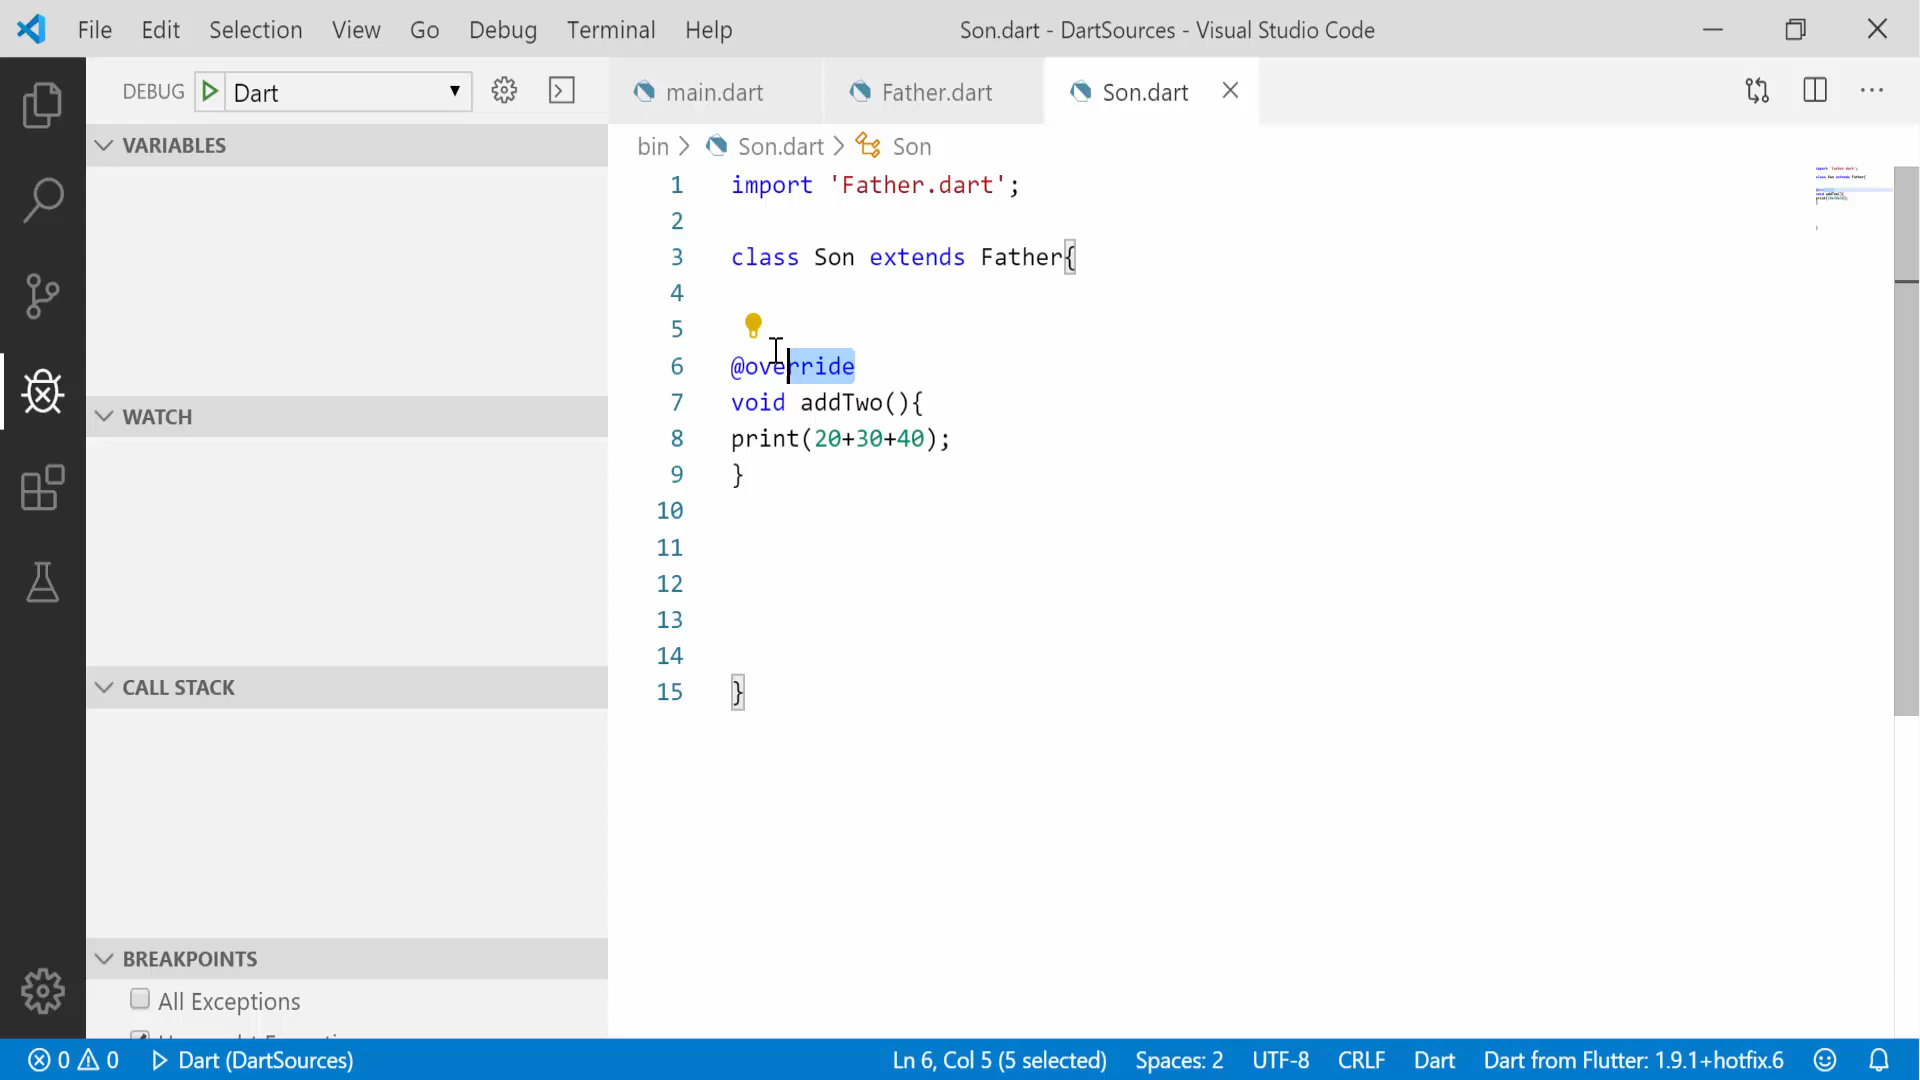 File Edit Selection View Go Debug Terminal Help Son.dart - DartSources - Visual Studio Code
DEBUG Dart
main.dart Father.dart Son.dart
VARIABLES
WATCH
CALL STACK
BREAKPOINTS
All Exceptions
bin > Son.dart > Son
1 import 'Father.dart';
2
3 class Son extends Father{
4
5
6 @override
7 void addTwo(){
8 print(20+30+40);
9 }
10
11
12
13
14
15 }
0 0 Dart (DartSources) Ln 6, Col 5 (5 selected) Spaces: 2 UTF-8 CRLF Dart Dart from Flutter: 1.9.1+hotfix.6